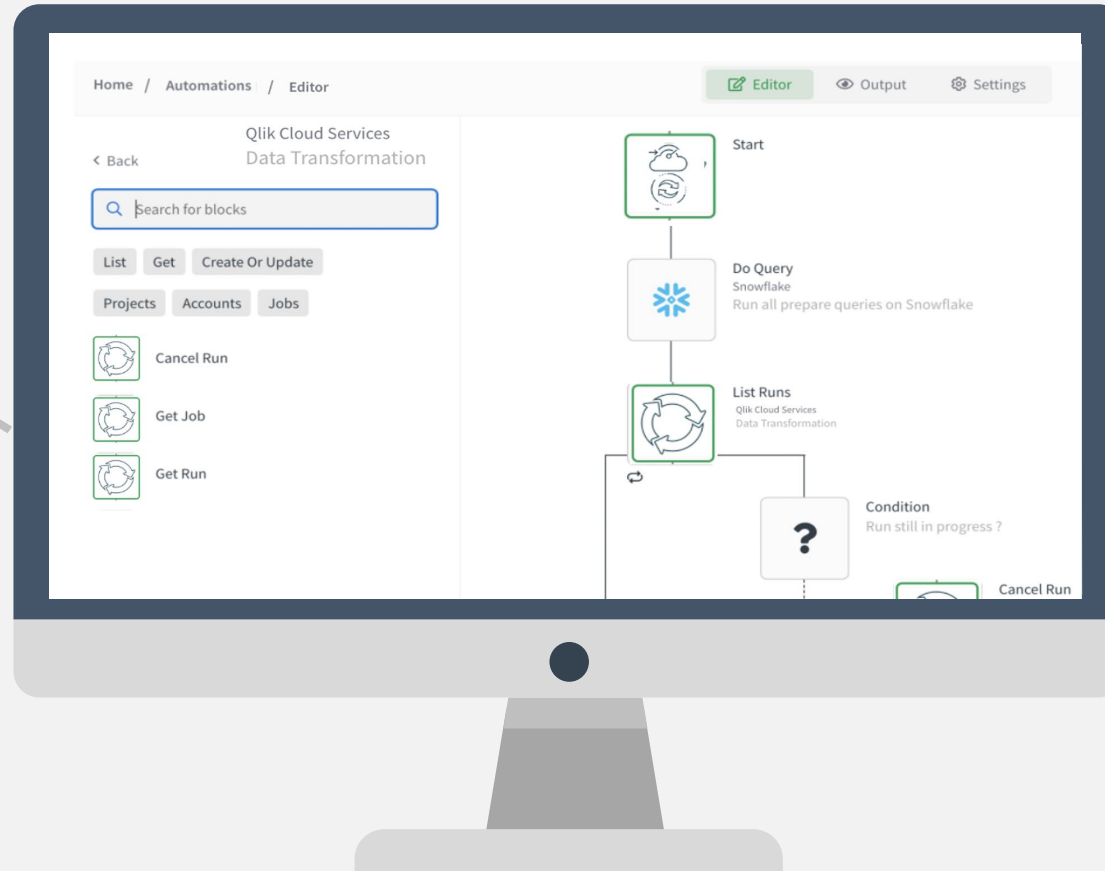 Home / Automations / Editor
Editor Output Settings
Qlik Cloud Services
< Back Data Transformation
Search for blocks
List Get Create Or Update
Projects Accounts Jobs
Cancel Run
Get Job
Get Run
Start
Do Query
Snowflake
Run all prepare queries on Snowflake
List Runs
Qlik Cloud Services
Data Transformation
Condition
Run still in progress ?
?
Cancel Run